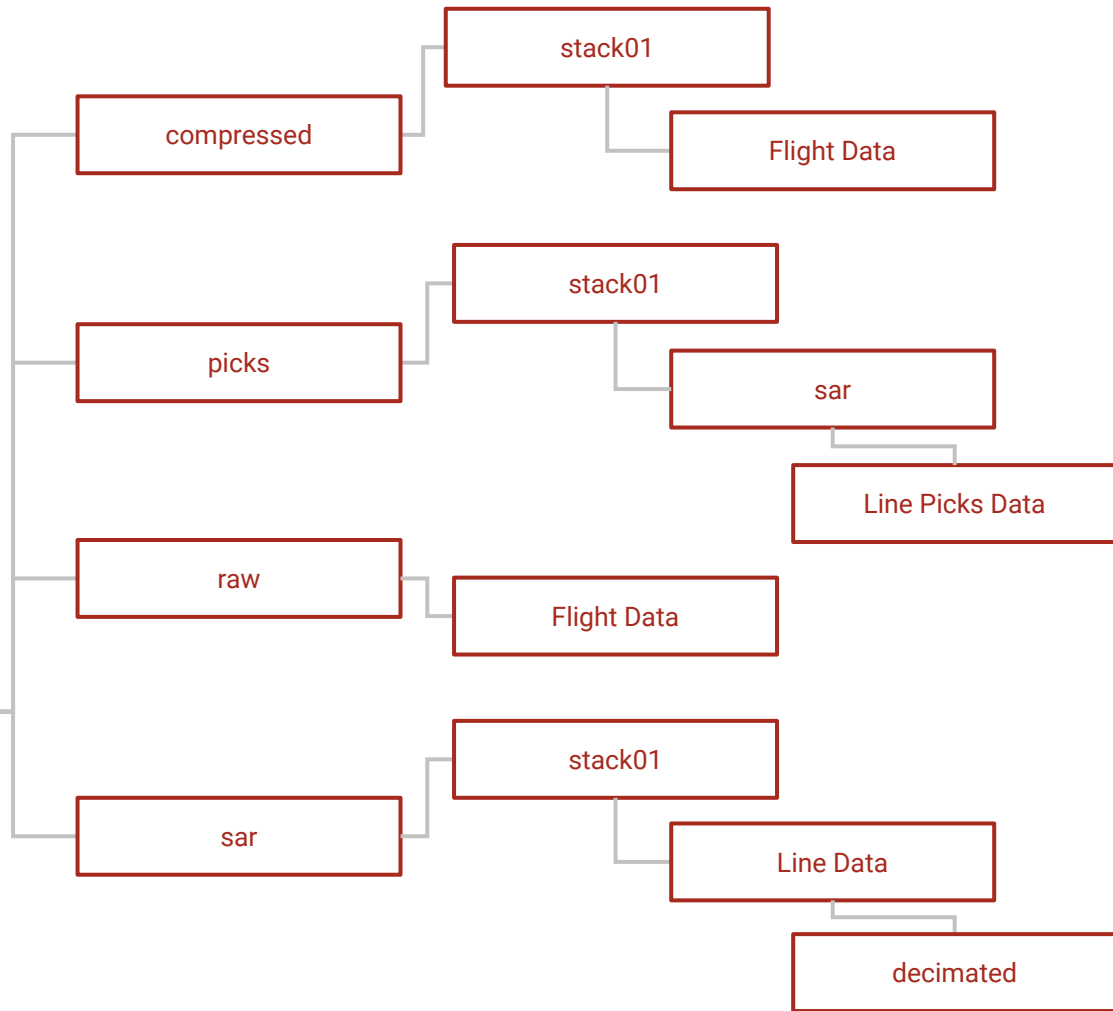 stack01
compressed
Flight Data
stack01
picks
sar
Line Picks Data
raw
Flight Data
stack01
sar
Line Data
decimated